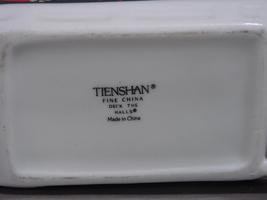 TIENSHAN®
FINE CHINA
DECK THE
HALLS®
Made in China